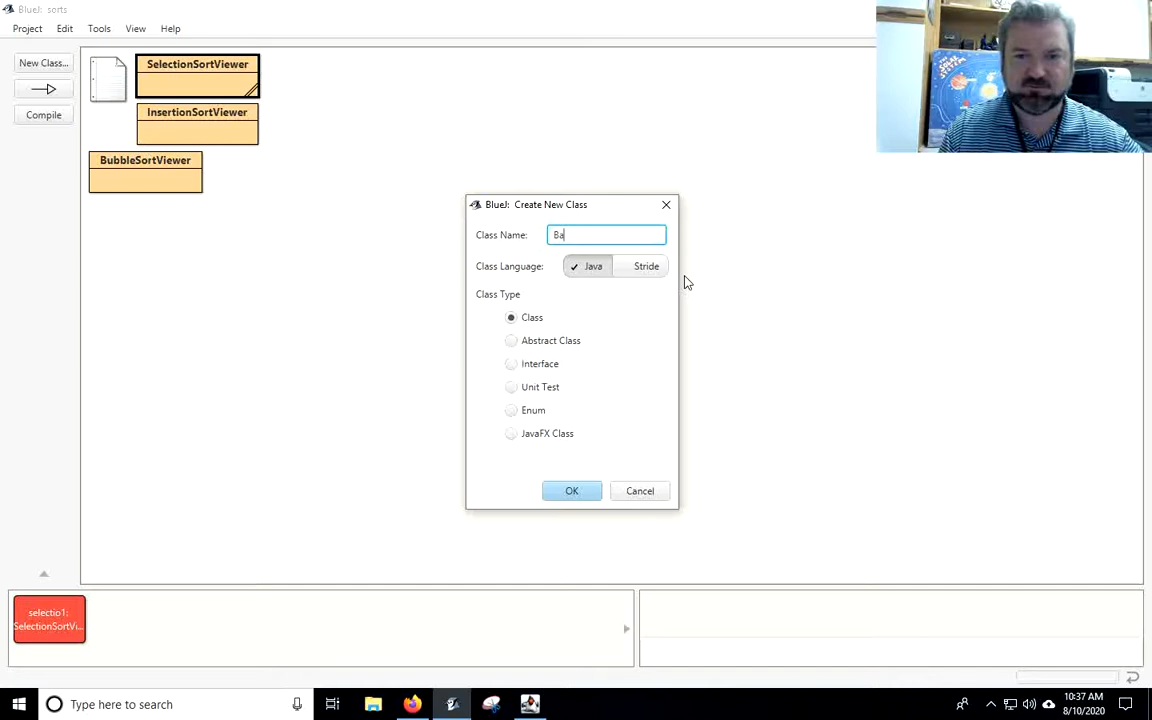 BlueJ: sorts
Project Edit Tools View Help
New Class...
Compile
SelectionSortViewer
InsertionSortViewer
BubbleSortViewer
BlueJ: Create New Class
Class Name: Ba
Class Language: Java Stride
Class Type
Class
Abstract Class
Interface
Unit Test
Enum
JavaFX Class
OK Cancel
selectio1:
SelectionSortVi...
Type here to search
10:37 AM
8/10/2020